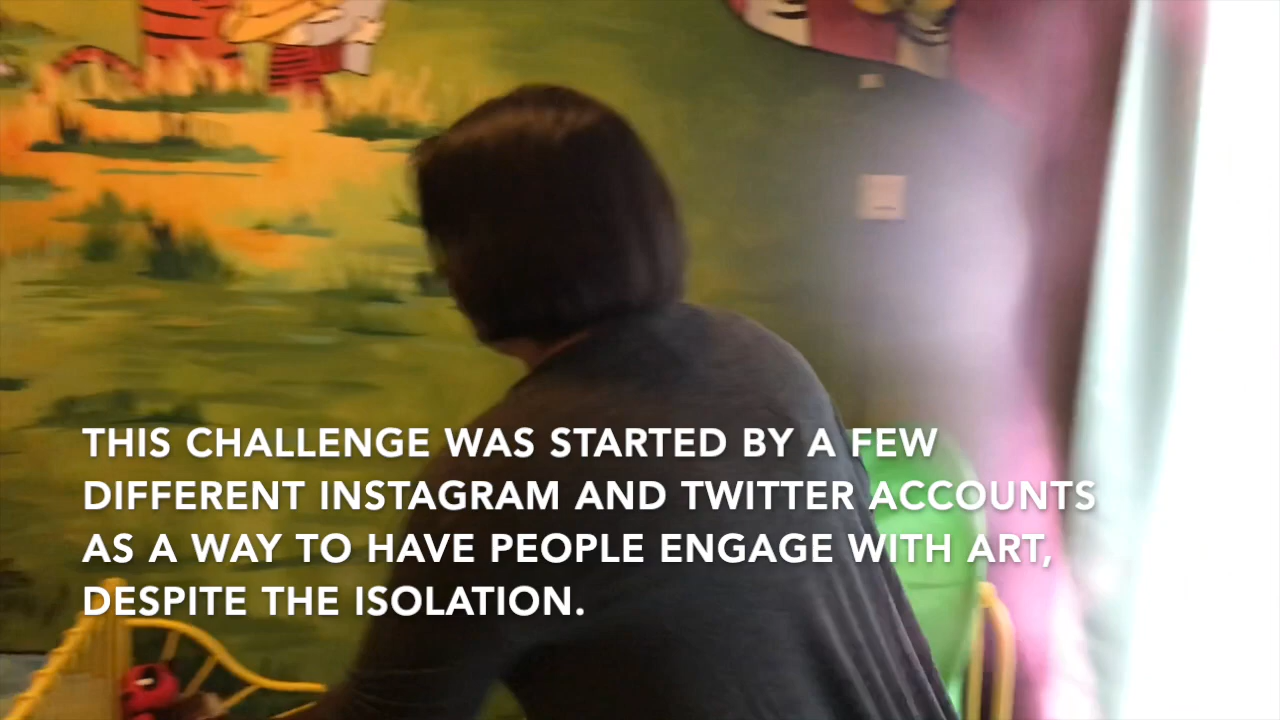 THIS CHALLENGE WAS STARTED BY A FEW
DIFFERENT INSTAGRAM AND TWITTER ACCOUNTS
AS A WAY TO HAVE PEOPLE ENGAGE WITH ART,
DESPITE THE ISOLATION.